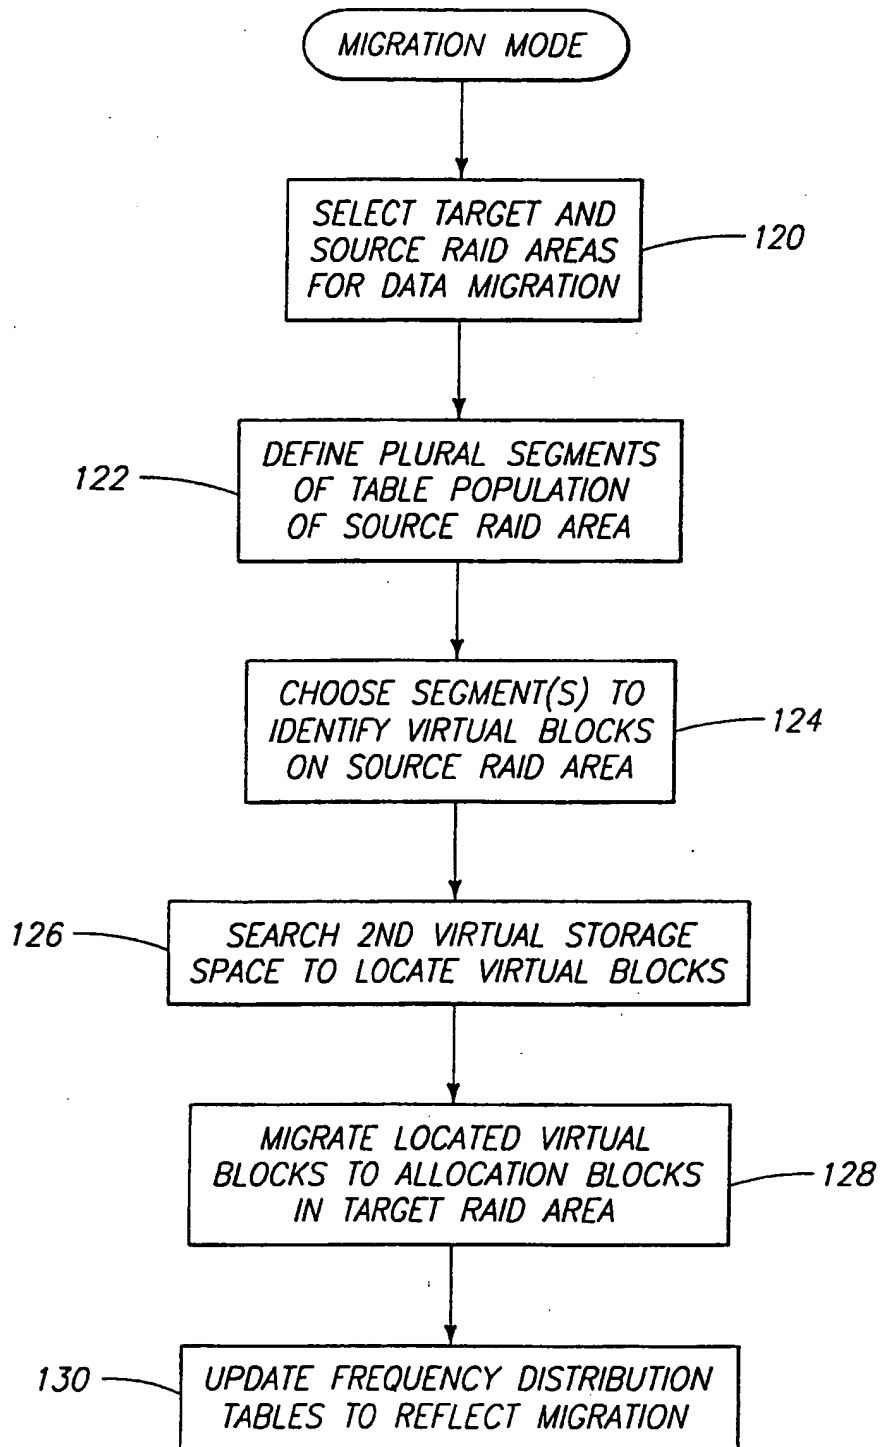 MIGRATION MODE
SELECT TARGET AND
SOURCE RAID AREAS
FOR DATA MIGRATION
120
DEFINE PLURAL SEGMENTS
OF TABLE POPULATION
OF SOURCE RAID AREA
122
CHOOSE SEGMENT(S) TO
IDENTIFY VIRTUAL BLOCKS
ON SOURCE RAID AREA
124
SEARCH 2ND VIRTUAL STORAGE
SPACE TO LOCATE VIRTUAL BLOCKS
126
MIGRATE LOCATED VIRTUAL
BLOCKS TO ALLOCATION BLOCKS
IN TARGET RAID AREA
128
UPDATE FREQUENCY DISTRIBUTION
TABLES TO REFLECT MIGRATION
130